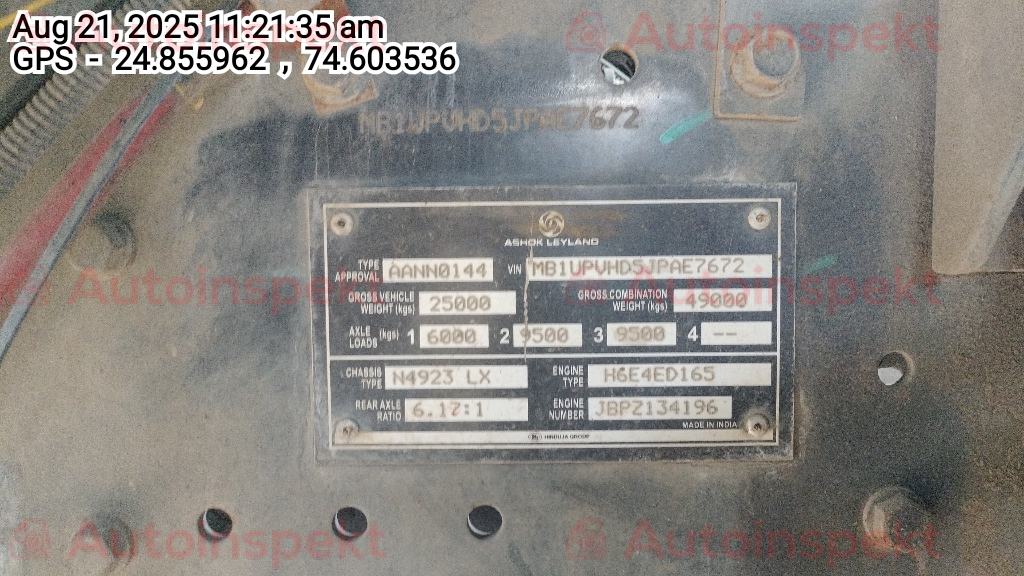 Aug 21, 2025 11:21:35 am
GPS - 24.855962 , 74.603536
Autoinspekt Autoinspekt
MB1UPVHD5JPAE7672
ASHOK LEYLAND
TYPE APPROVAL AANN0144 VIN MB1UPVHD5JPAE7672
Autoinspekt Autoinspekt
GROSS VEHICLE WEIGHT (kgs) 25000 GROSS COMBINATION WEIGHT (kgs) 49000
AXLE LOADS (kgs) 1 6000 2 9500 3 9500 4 --
CHASSIS TYPE N4923 LX ENGINE TYPE H6E4ED165
REAR AXLE RATIO 6.17:1 ENGINE NUMBER JBPZ134196
MADE IN INDIA
HINDUJA GROUP
Autoinspekt Autoinspekt